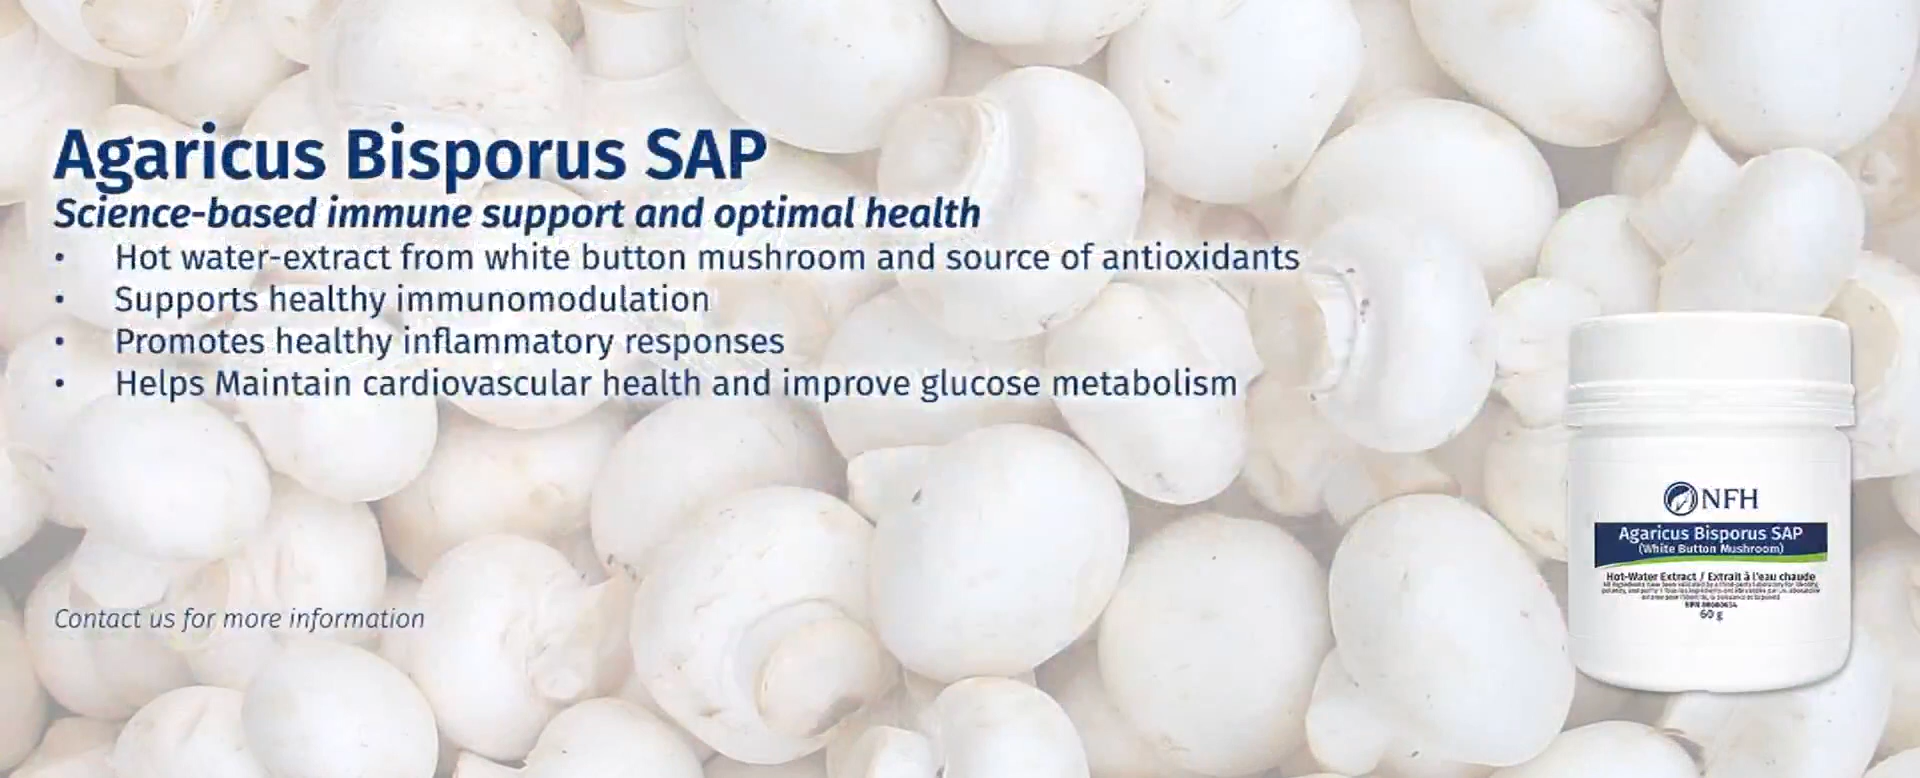 Agaricus Bisporus SAP
Science-based immune support and optimal health
• Hot water-extract from white button mushroom and source of antioxidants
• Supports healthy immunomodulation
• Promotes healthy inflammatory responses
• Helps Maintain cardiovascular health and improve glucose metabolism
Contact us for more information
NFH
Agaricus Bisporus SAP
(White Button Mushroom)
Hot-Water Extract / Extrait à l'eau chaude
60 g